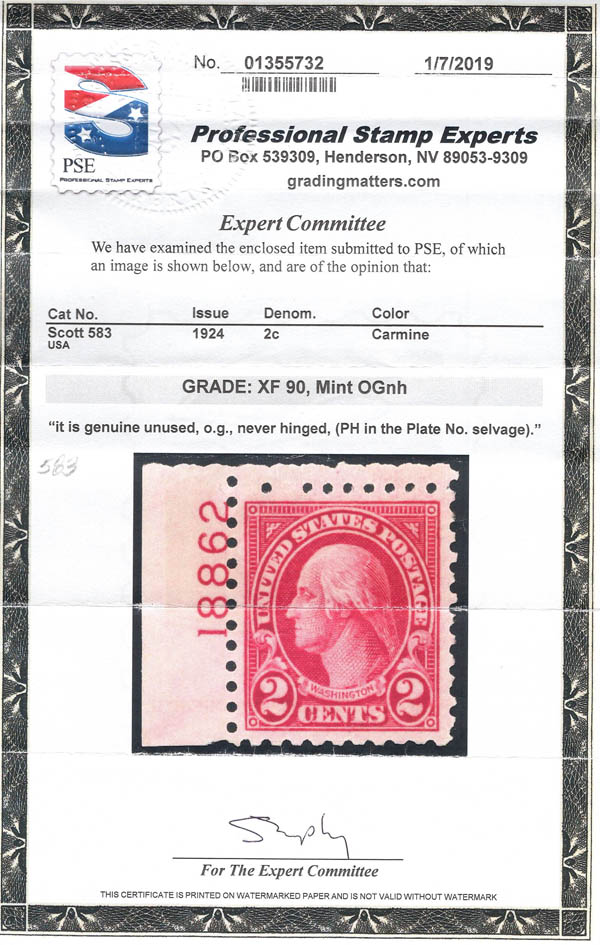 No. 01355732 1/7/2019
PSE
PROFESSIONAL STAMP EXPERTS
Professional Stamp Experts
PO Box 539309, Henderson, NV 89053-9309
gradingmatters.com
Expert Committee
We have examined the enclosed item submitted to PSE, of which
an image is shown below, and are of the opinion that:
Cat No. Issue Denom. Color
Scott 583 1924 2c Carmine
USA
GRADE: XF 90, Mint OGnh
“it is genuine unused, o.g., never hinged, (PH in the Plate No. selvage).”
583
18862
UNITED STATES POSTAGE
WASHINGTON
2 CENTS 2
For The Expert Committee
THIS CERTIFICATE IS PRINTED ON WATERMARKED PAPER AND IS NOT VALID WITHOUT WATERMARK